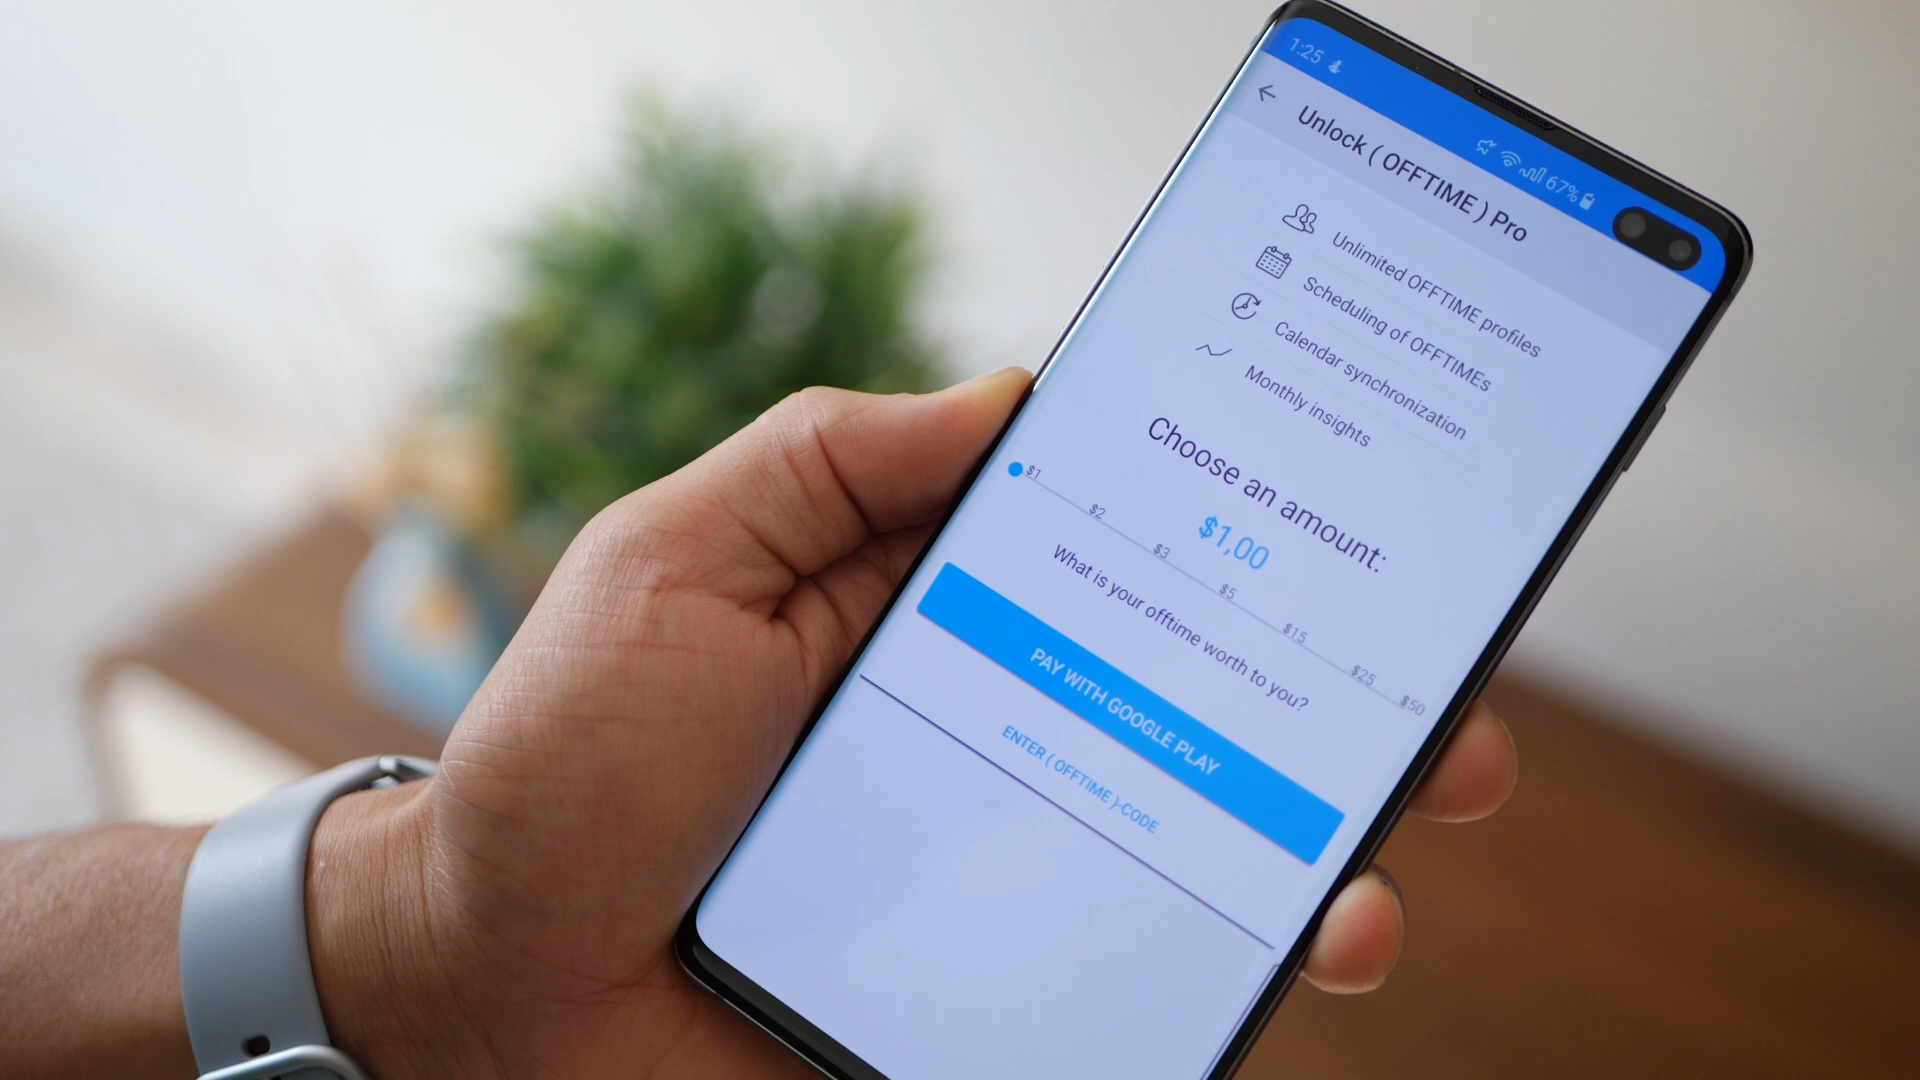 1:25
67%
Unlock ( OFFTIME ) Pro
Unlimited OFFTIME profiles
Scheduling of OFFTIMEs
Calendar synchronization
Monthly insights
Choose an amount:
$1,00
$1 $2 $3 $5 $15 $25 $50
What is your offtime worth to you?
PAY WITH GOOGLE PLAY
ENTER ( OFFTIME )-CODE